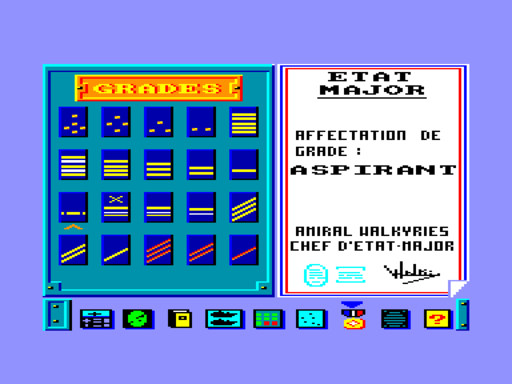 GRADES
ETAT
MAJOR
AFFECTATION DE
GRADE :
ASPIRANT
AMIRAL WALKYRIES
CHEF D'ETAT-MAJOR
?